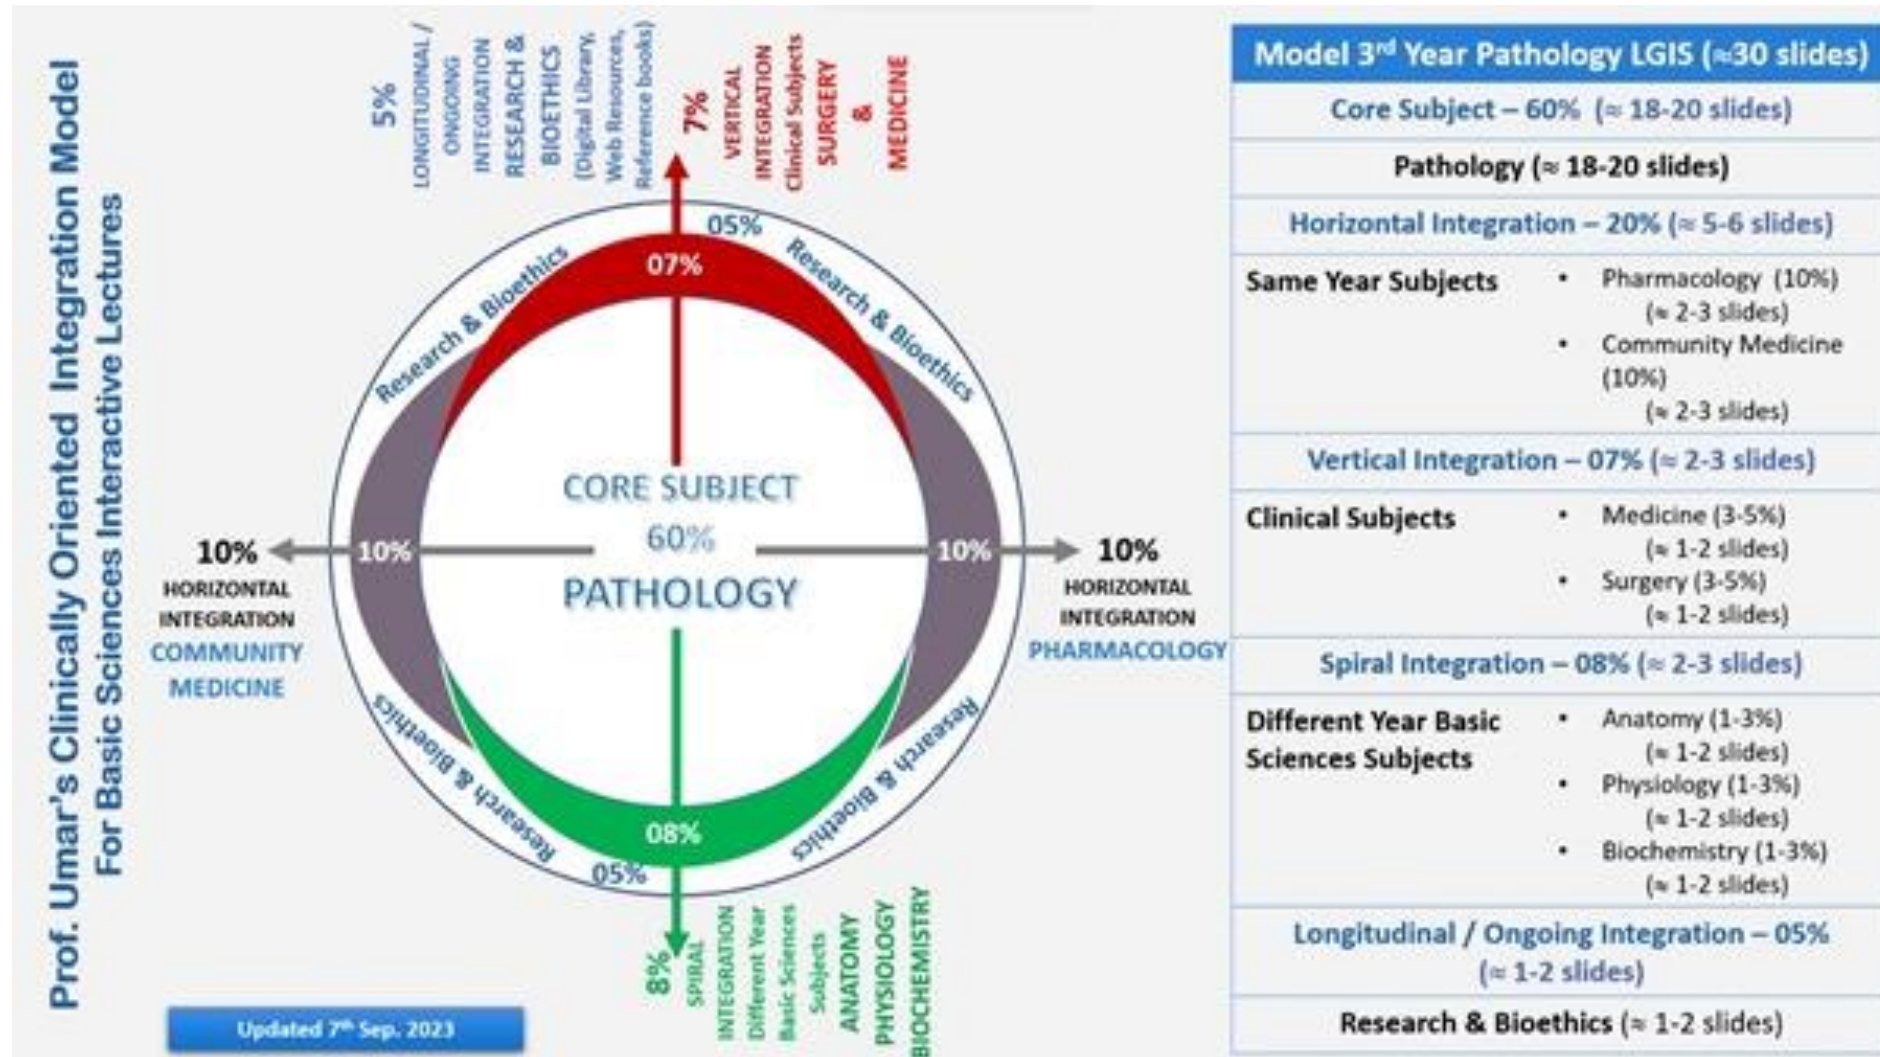 Prof. Umar's Clinically Oriented Integration Model
For Basic Sciences Interactive Lectures
5%
LONGITUDINAL /
ONGOING
INTEGRATION
RESEARCH &
BIOETHICS
(Digital Library,
Web Resources,
Reference books)
7%
VERTICAL
INTEGRATION
Clinical Subjects
SURGERY
&
MEDICINE
05%
Research & Bioethics
Research & Bioethics
07%
CORE SUBJECT
60%
PATHOLOGY
10%
HORIZONTAL
INTEGRATION
COMMUNITY
MEDICINE
10%
10%
10%
HORIZONTAL
INTEGRATION
PHARMACOLOGY
Research & Bioethics
Research & Bioethics
08%
05%
8%
SPIRAL
INTEGRATION
Different Year
Basic Sciences
Subjects
ANATOMY
PHYSIOLOGY
BIOCHEMISTRY
Updated 7th Sep. 2023
Model 3rd Year Pathology LGIS (≈30 slides)
Core Subject – 60% (≈ 18-20 slides)
Pathology (≈ 18-20 slides)
Horizontal Integration – 20% (≈ 5-6 slides)
Same Year Subjects
• Pharmacology (10%)
(≈ 2-3 slides)
• Community Medicine
(10%)
(≈ 2-3 slides)
Vertical Integration – 07% (≈ 2-3 slides)
Clinical Subjects
• Medicine (3-5%)
(≈ 1-2 slides)
• Surgery (3-5%)
(≈ 1-2 slides)
Spiral Integration – 08% (≈ 2-3 slides)
Different Year Basic
Sciences Subjects
• Anatomy (1-3%)
(≈ 1-2 slides)
• Physiology (1-3%)
(≈ 1-2 slides)
• Biochemistry (1-3%)
(≈ 1-2 slides)
Longitudinal / Ongoing Integration – 05%
(≈ 1-2 slides)
Research & Bioethics (≈ 1-2 slides)